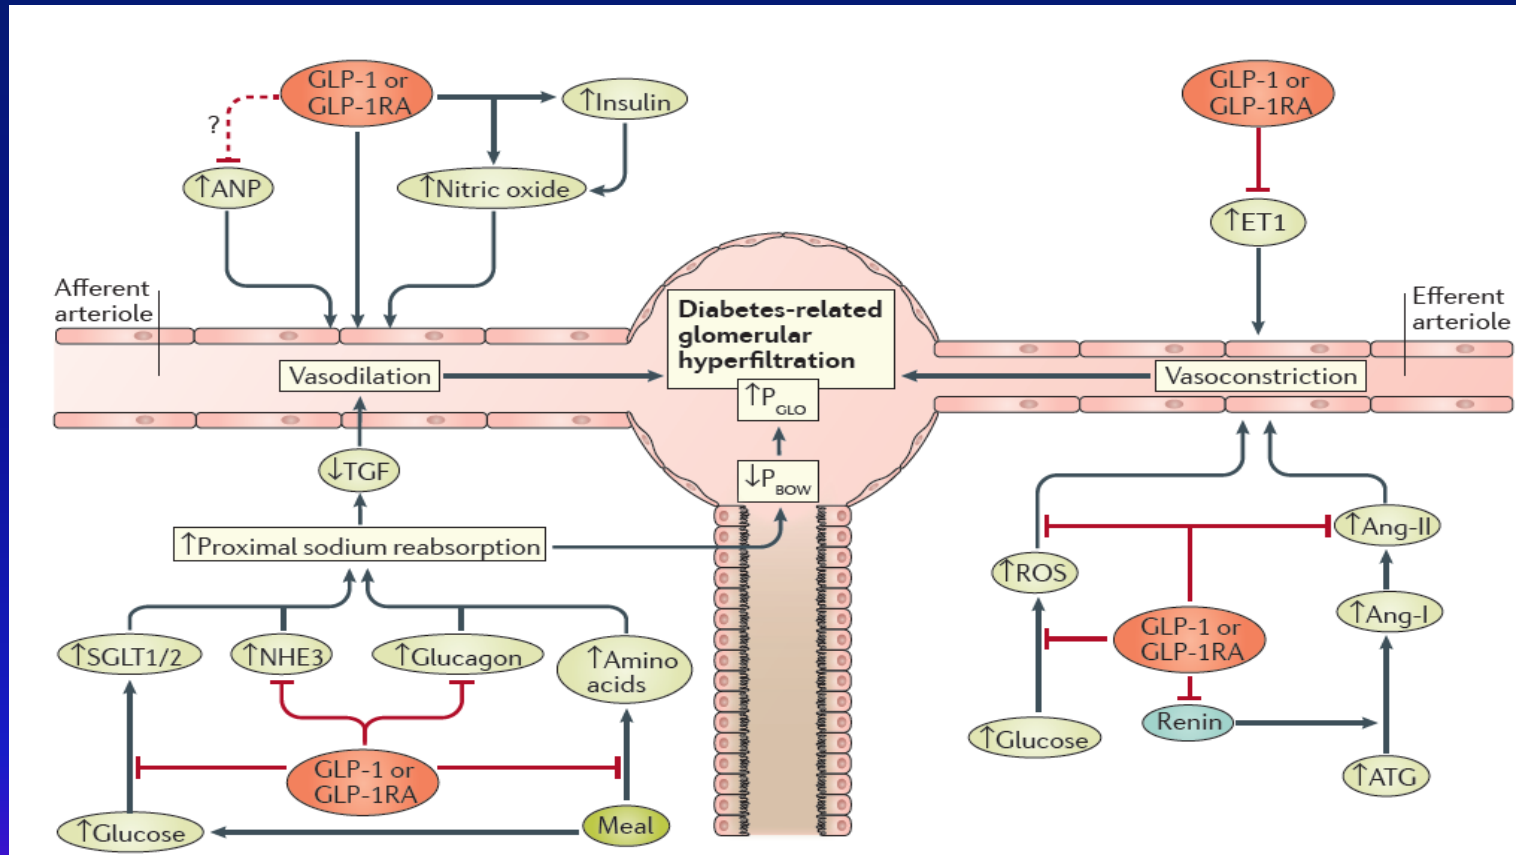 GLP-1 or
GLP-1RA
↑Insulin
?
↑ANP
↑Nitric oxide
GLP-1 or
GLP-1RA
↑ET1
Afferent
arteriole
Diabetes-related
glomerular
hyperfiltration
Efferent
arteriole
Vasodilation
Vasoconstriction
↑P_GLO
↓TGF
↓P_BOW
↑Proximal sodium reabsorption
↑SGLT1/2
↑NHE3
↑Glucagon
↑Amino
acids
GLP-1 or
GLP-1RA
↑Glucose
Meal
↑Ang-II
↑ROS
↑Ang-I
GLP-1 or
GLP-1RA
↑Glucose
Renin
↑ATG